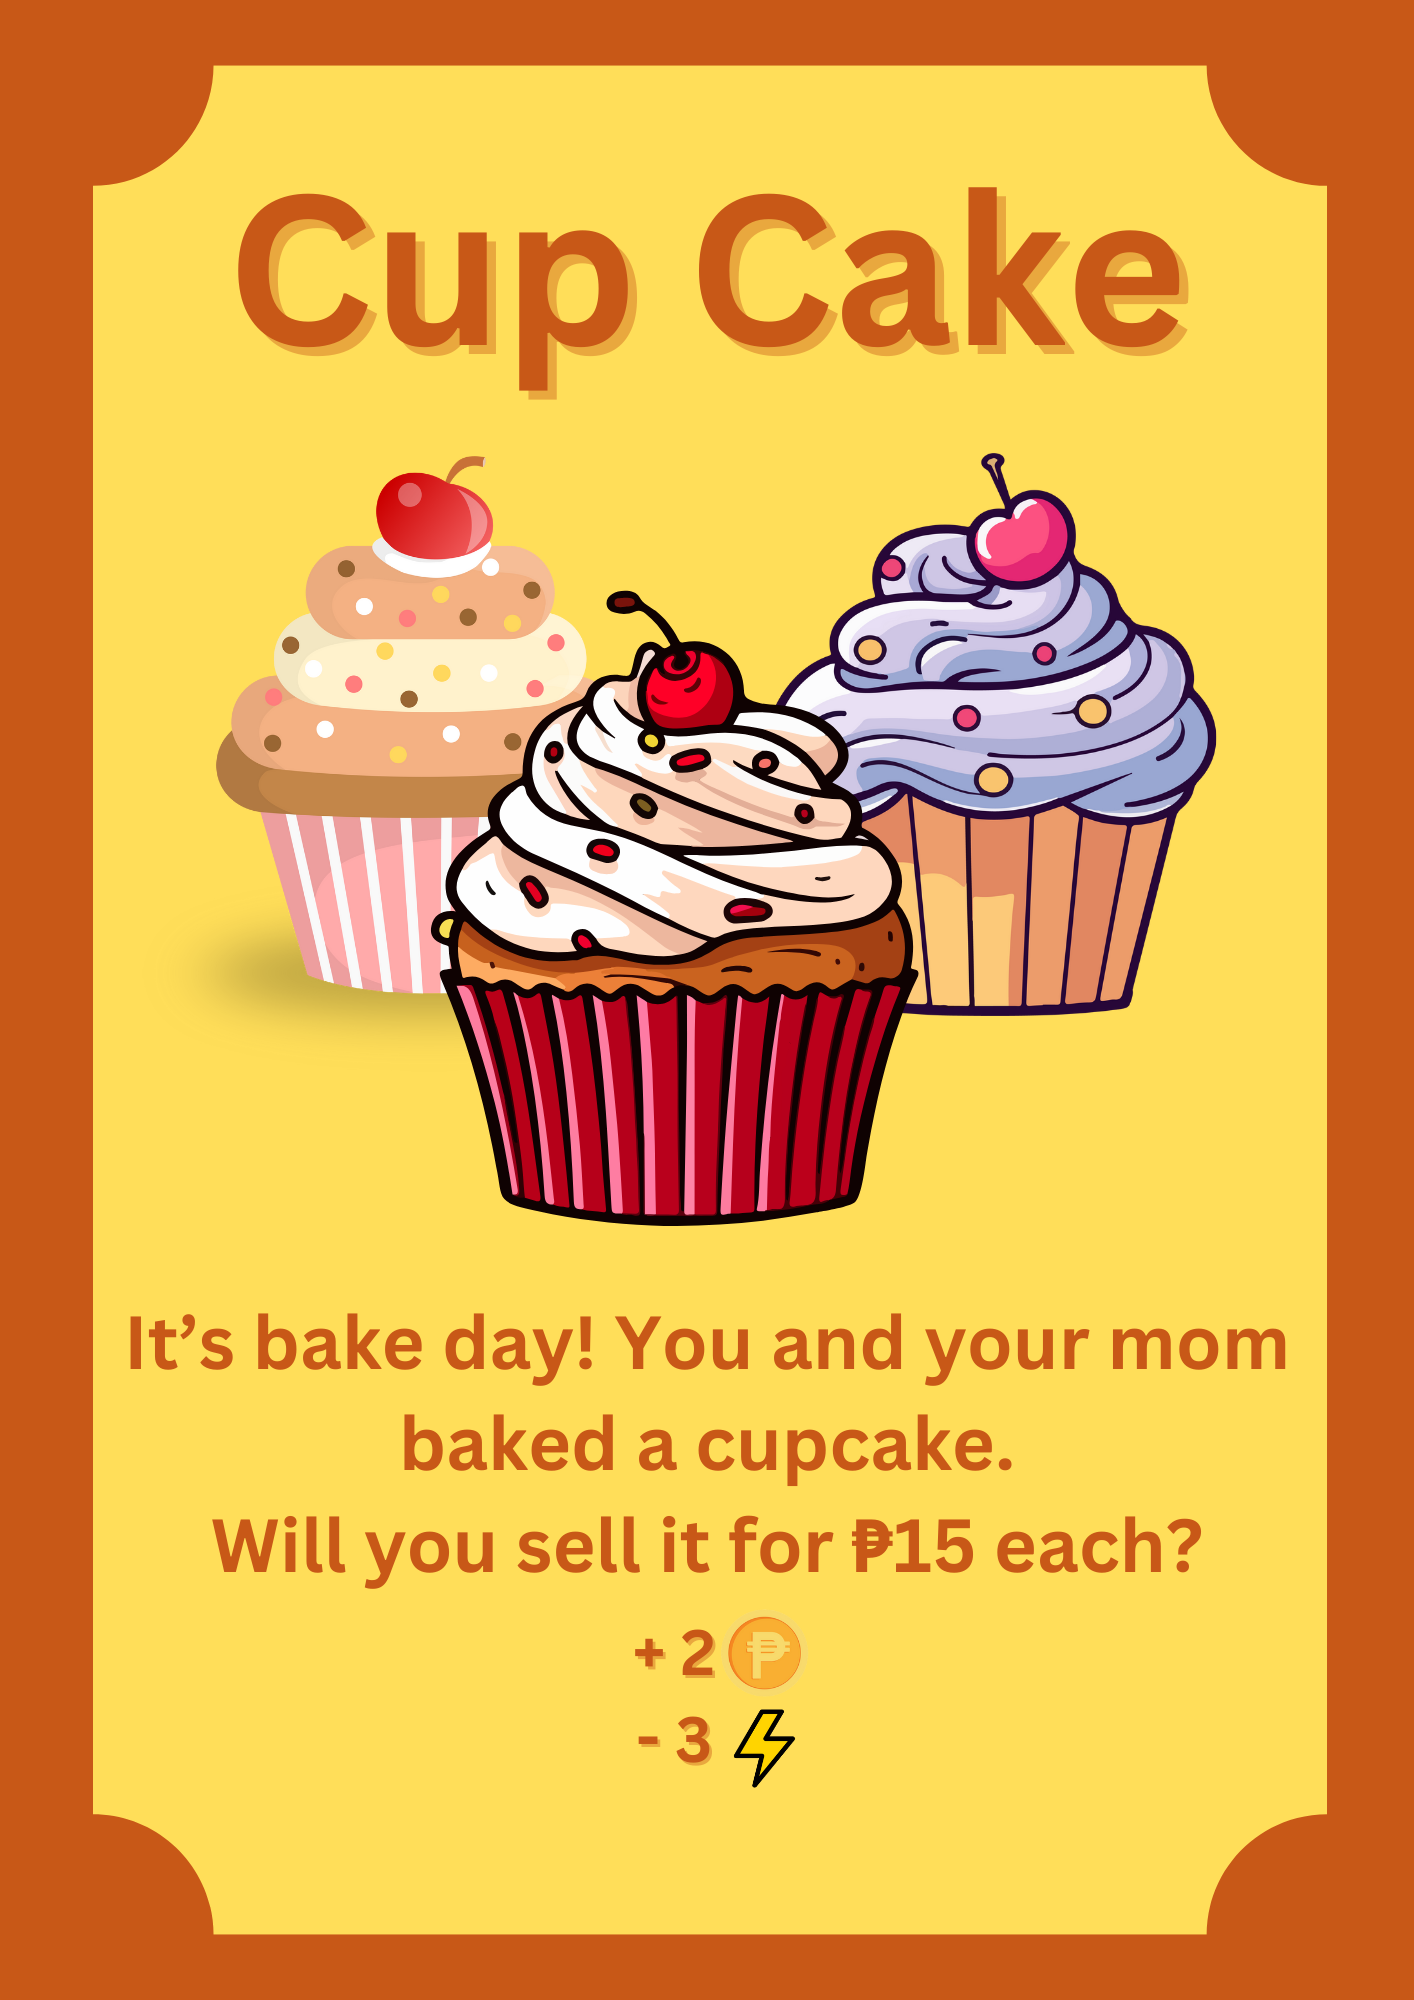 Cup Cake
It’s bake day! You and your mom
baked a cupcake.
Will you sell it for ₱15 each?
+ 2 ₱
- 3